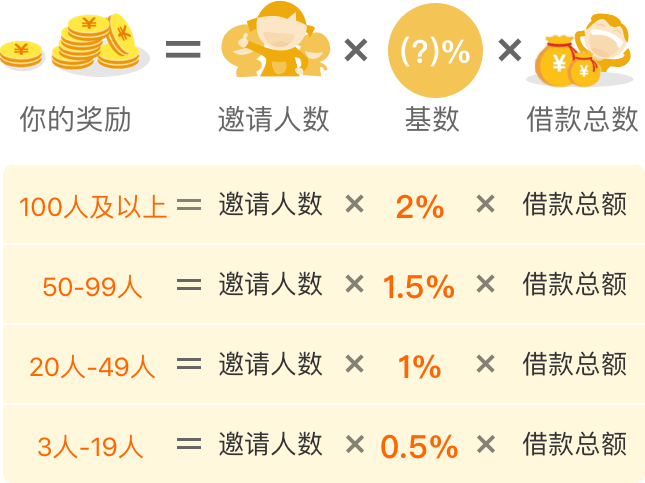 ¥ ¥ ¥ = × (?)% × ¥ ¥
你的奖励 邀请人数 基数 借款总数
100人及以上 = 邀请人数 × 2% × 借款总额
50-99人 = 邀请人数 × 1.5% × 借款总额
20人-49人 = 邀请人数 × 1% × 借款总额
3人-19人 = 邀请人数 × 0.5% × 借款总额